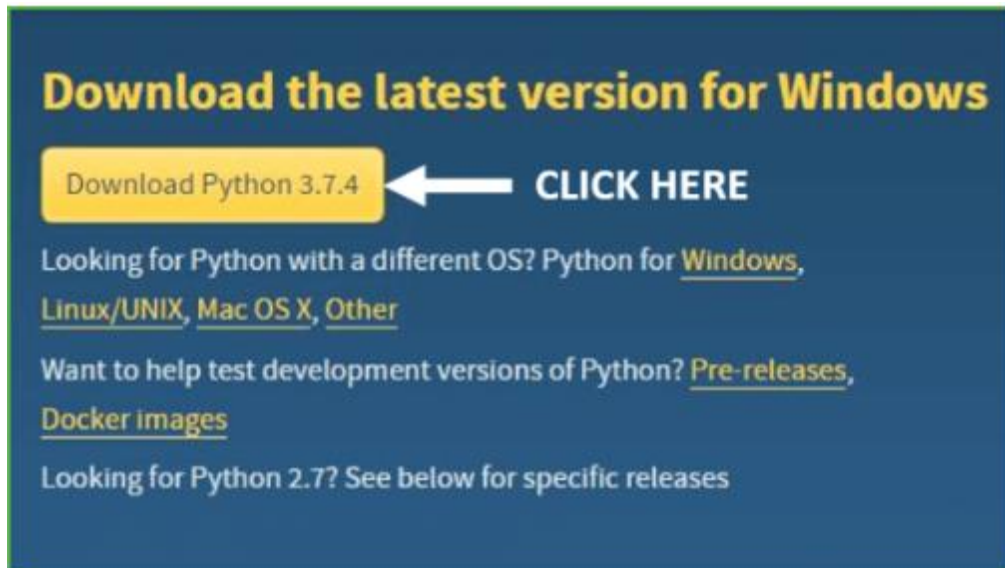 Download the latest version for Windows
Download Python 3.7.4
CLICK HERE
Looking for Python with a different OS? Python for Windows,
Linux/UNIX, Mac OS X, Other
Want to help test development versions of Python? Pre-releases,
Docker images
Looking for Python 2.7? See below for specific releases